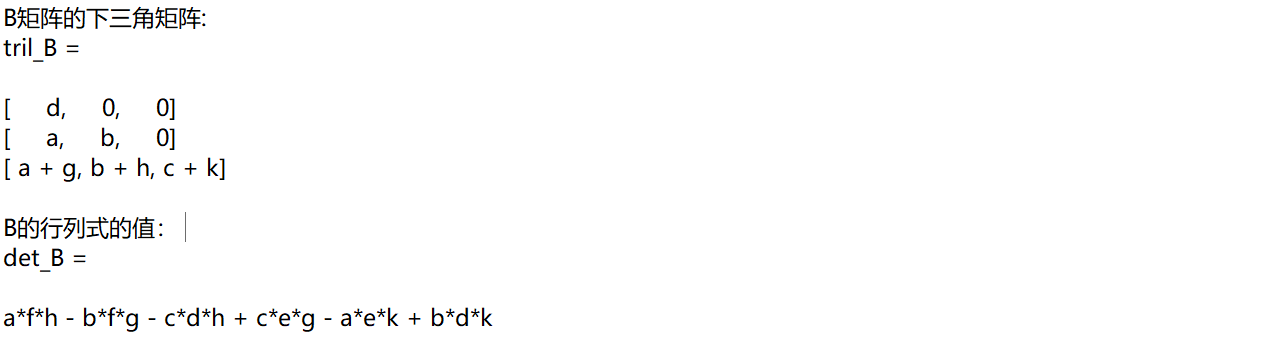 B矩阵的下三角矩阵:
tril_B =
[ d, 0, 0]
[ a, b, 0]
[ a + g, b + h, c + k]
B的行列式的值：
det_B =
a*f*h - b*f*g - c*d*h + c*e*g - a*e*k + b*d*k